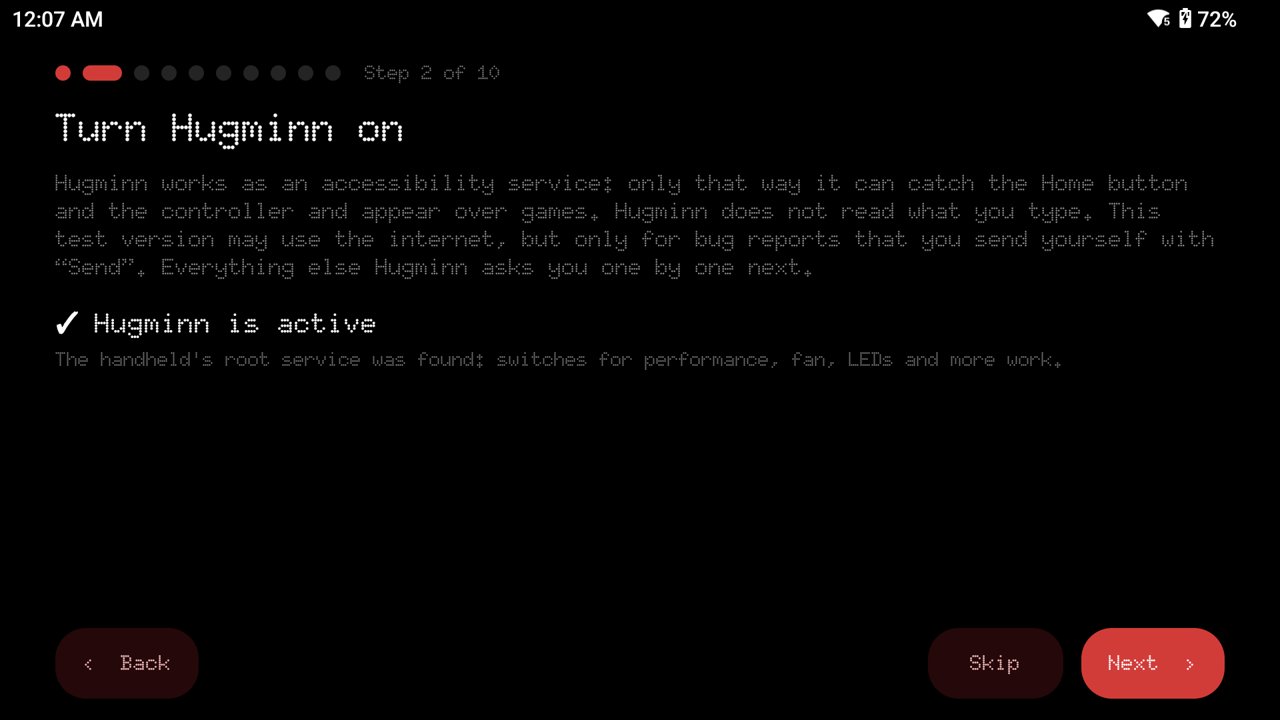 12:07 AM
5
72%
Step 2 of 10
Turn Hugminn on
Hugminn works as an accessibility service: only that way it can catch the Home button
and the controller and appear over games. Hugminn does not read what you type. This
test version may use the internet, but only for bug reports that you send yourself with
“Send”. Everything else Hugminn asks you one by one next.
✓ Hugminn is active
The handheld's root service was found: switches for performance, fan, LEDs and more work.
‹ Back
Skip
Next ›